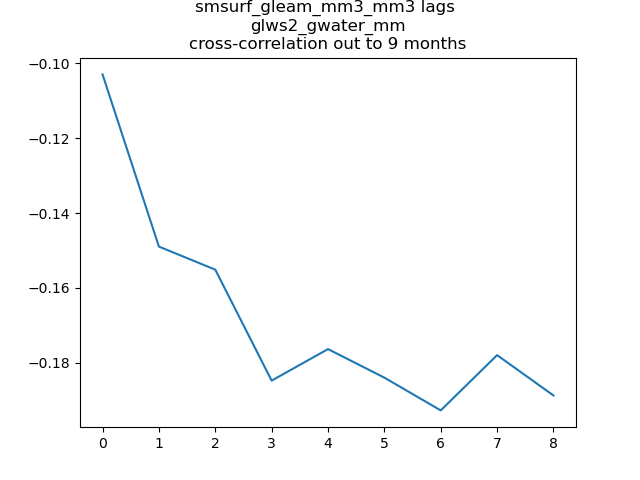 smsurf_gleam_mm3_mm3 lags
glws2_gwater_mm
cross-correlation out to 9 months
−0.10
−0.12
−0.14
−0.16
−0.18
0 1 2 3 4 5 6 7 8